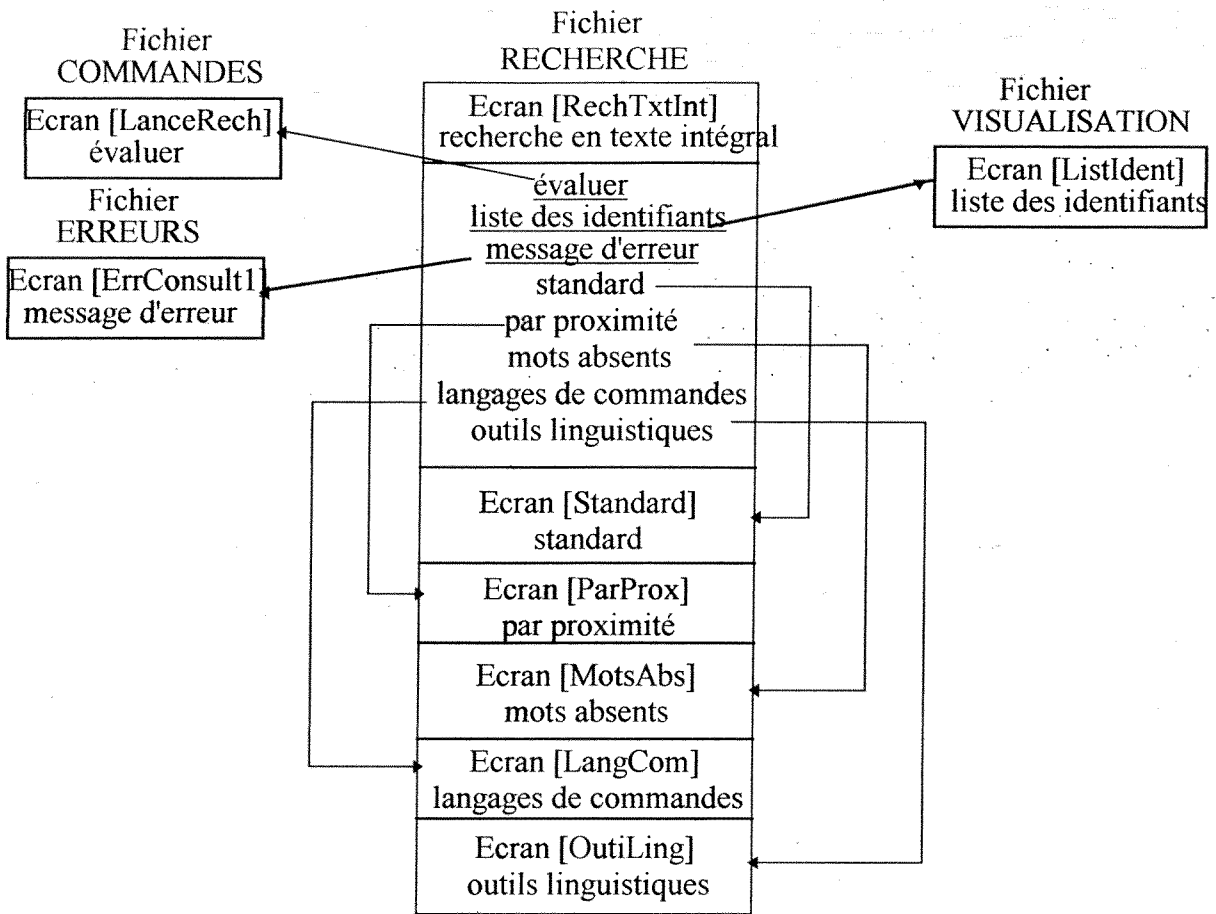 Fichier
COMMANDES
Ecran [LanceRech]
évaluer
Fichier
ERREURS
Ecran [ErrConsult1]
message d'erreur
Fichier
RECHERCHE
Ecran [RechTxtInt]
recherche en texte intégral
évaluer
liste des identifiants
message d'erreur
standard
par proximité
mots absents
langages de commandes
outils linguistiques
Ecran [Standard]
standard
Ecran [ParProx]
par proximité
Ecran [MotsAbs]
mots absents
Ecran [LangCom]
langages de commandes
Ecran [OutiLing]
outils linguistiques
Fichier
VISUALISATION
Ecran [ListIdent]
liste des identifiants